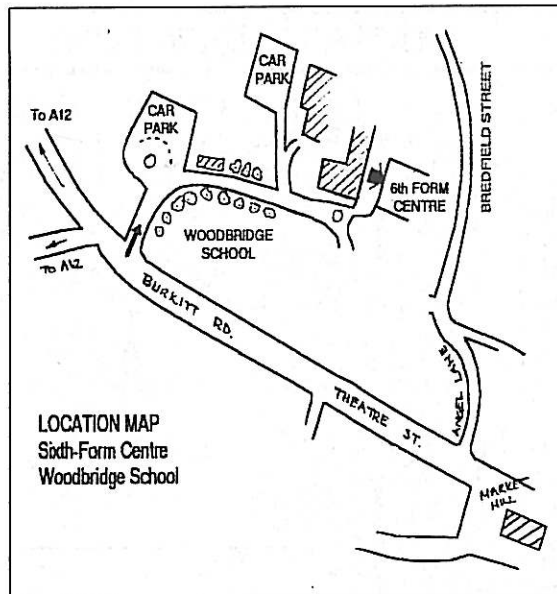 CAR
PARK
CAR
PARK
To A12
BREDFIELD STREET
6th FORM
CENTRE
WOODBRIDGE
SCHOOL
To A12
BURKITT RD.
ANGEL LANE
THEATRE ST.
LOCATION MAP
Sixth-Form Centre
Woodbridge School
MARKET
HILL